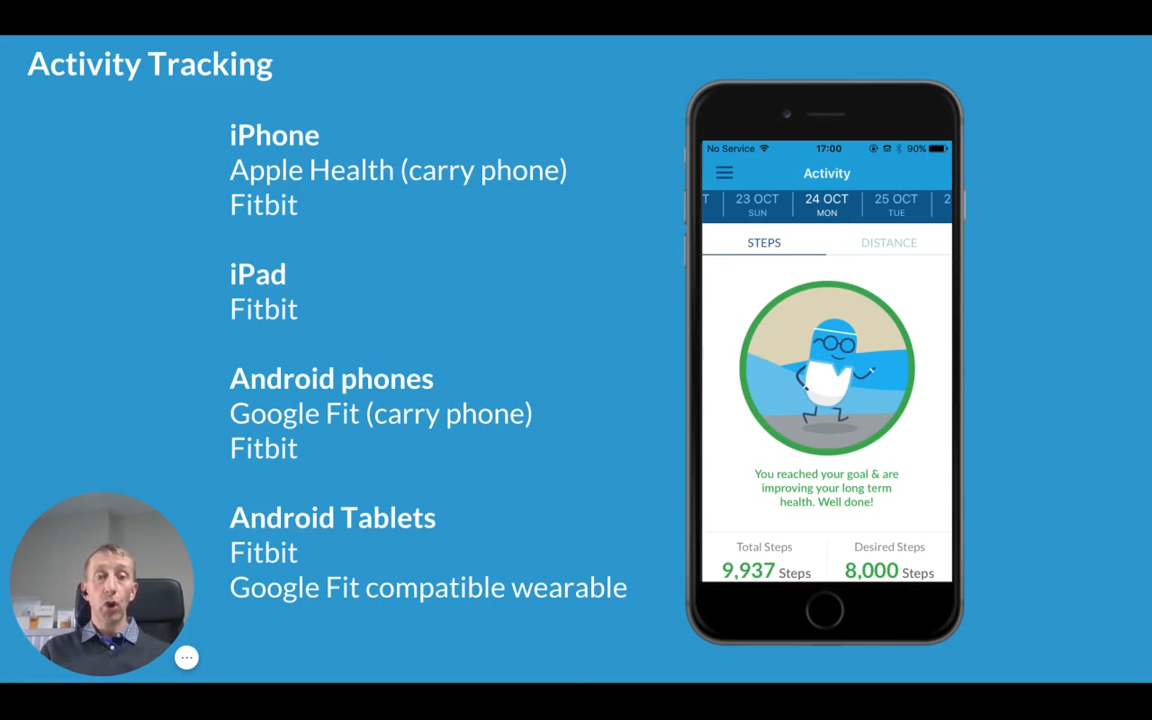 Activity Tracking
iPhone
Apple Health (carry phone)
Fitbit
iPad
Fitbit
Android phones
Google Fit (carry phone)
Fitbit
Android Tablets
Fitbit
Google Fit compatible wearable
No Service 17:00 90%
Activity
T 23 OCT 24 OCT 25 OCT 2
SUN MON TUE
STEPS DISTANCE
You reached your goal & are
improving your long term
health. Well done!
Total Steps Desired Steps
9,937 Steps 8,000 Steps